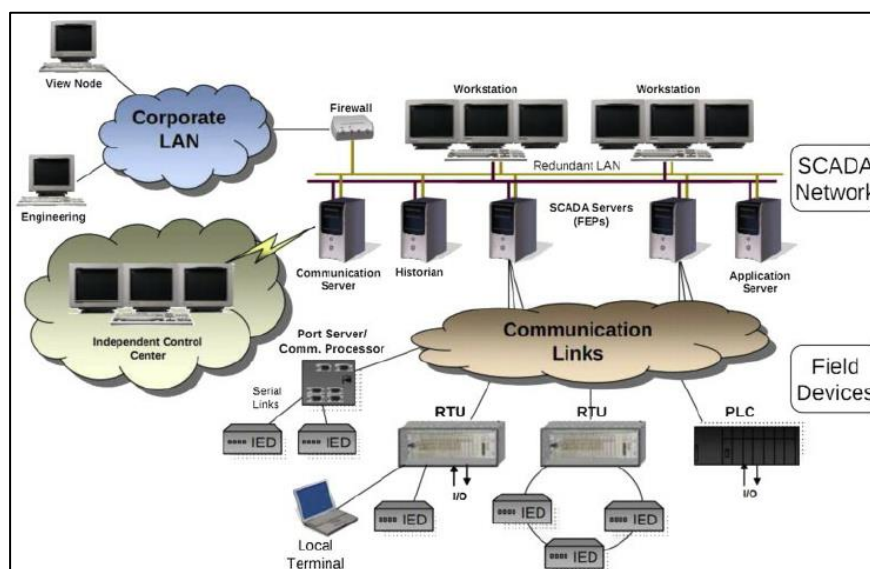 View Node
Corporate
LAN
Engineering
Firewall
Workstation
Workstation
Redundant LAN
SCADA
Network
SCADA Servers
(FEPs)
Communication
Server
Historian
Application
Server
Independent Control
Center
Communication
Links
Port Server/
Comm. Processor
Serial
Links
IED
IED
RTU
RTU
PLC
Field
Devices
I/O
I/O
IED
IED
IED
IED
Local
Terminal